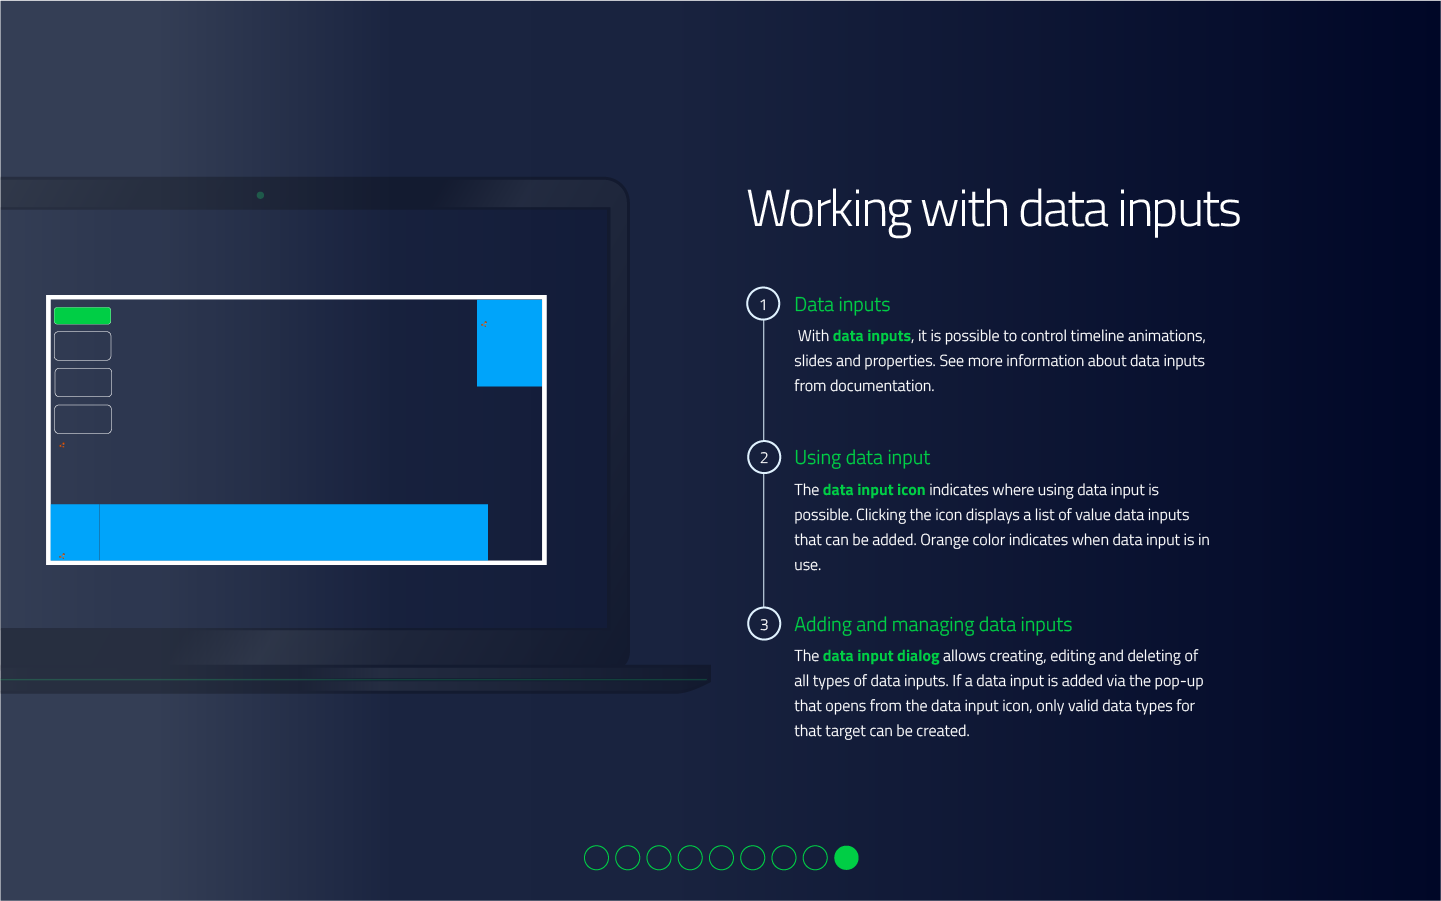 Working with data inputs
1
Data inputs
With data inputs, it is possible to control timeline animations,
slides and properties. See more information about data inputs
from documentation.
2
Using data input
The data input icon indicates where using data input is
possible. Clicking the icon displays a list of value data inputs
that can be added. Orange color indicates when data input is in
use.
3
Adding and managing data inputs
The data input dialog allows creating, editing and deleting of
all types of data inputs. If a data input is added via the pop-up
that opens from the data input icon, only valid data types for
that target can be created.